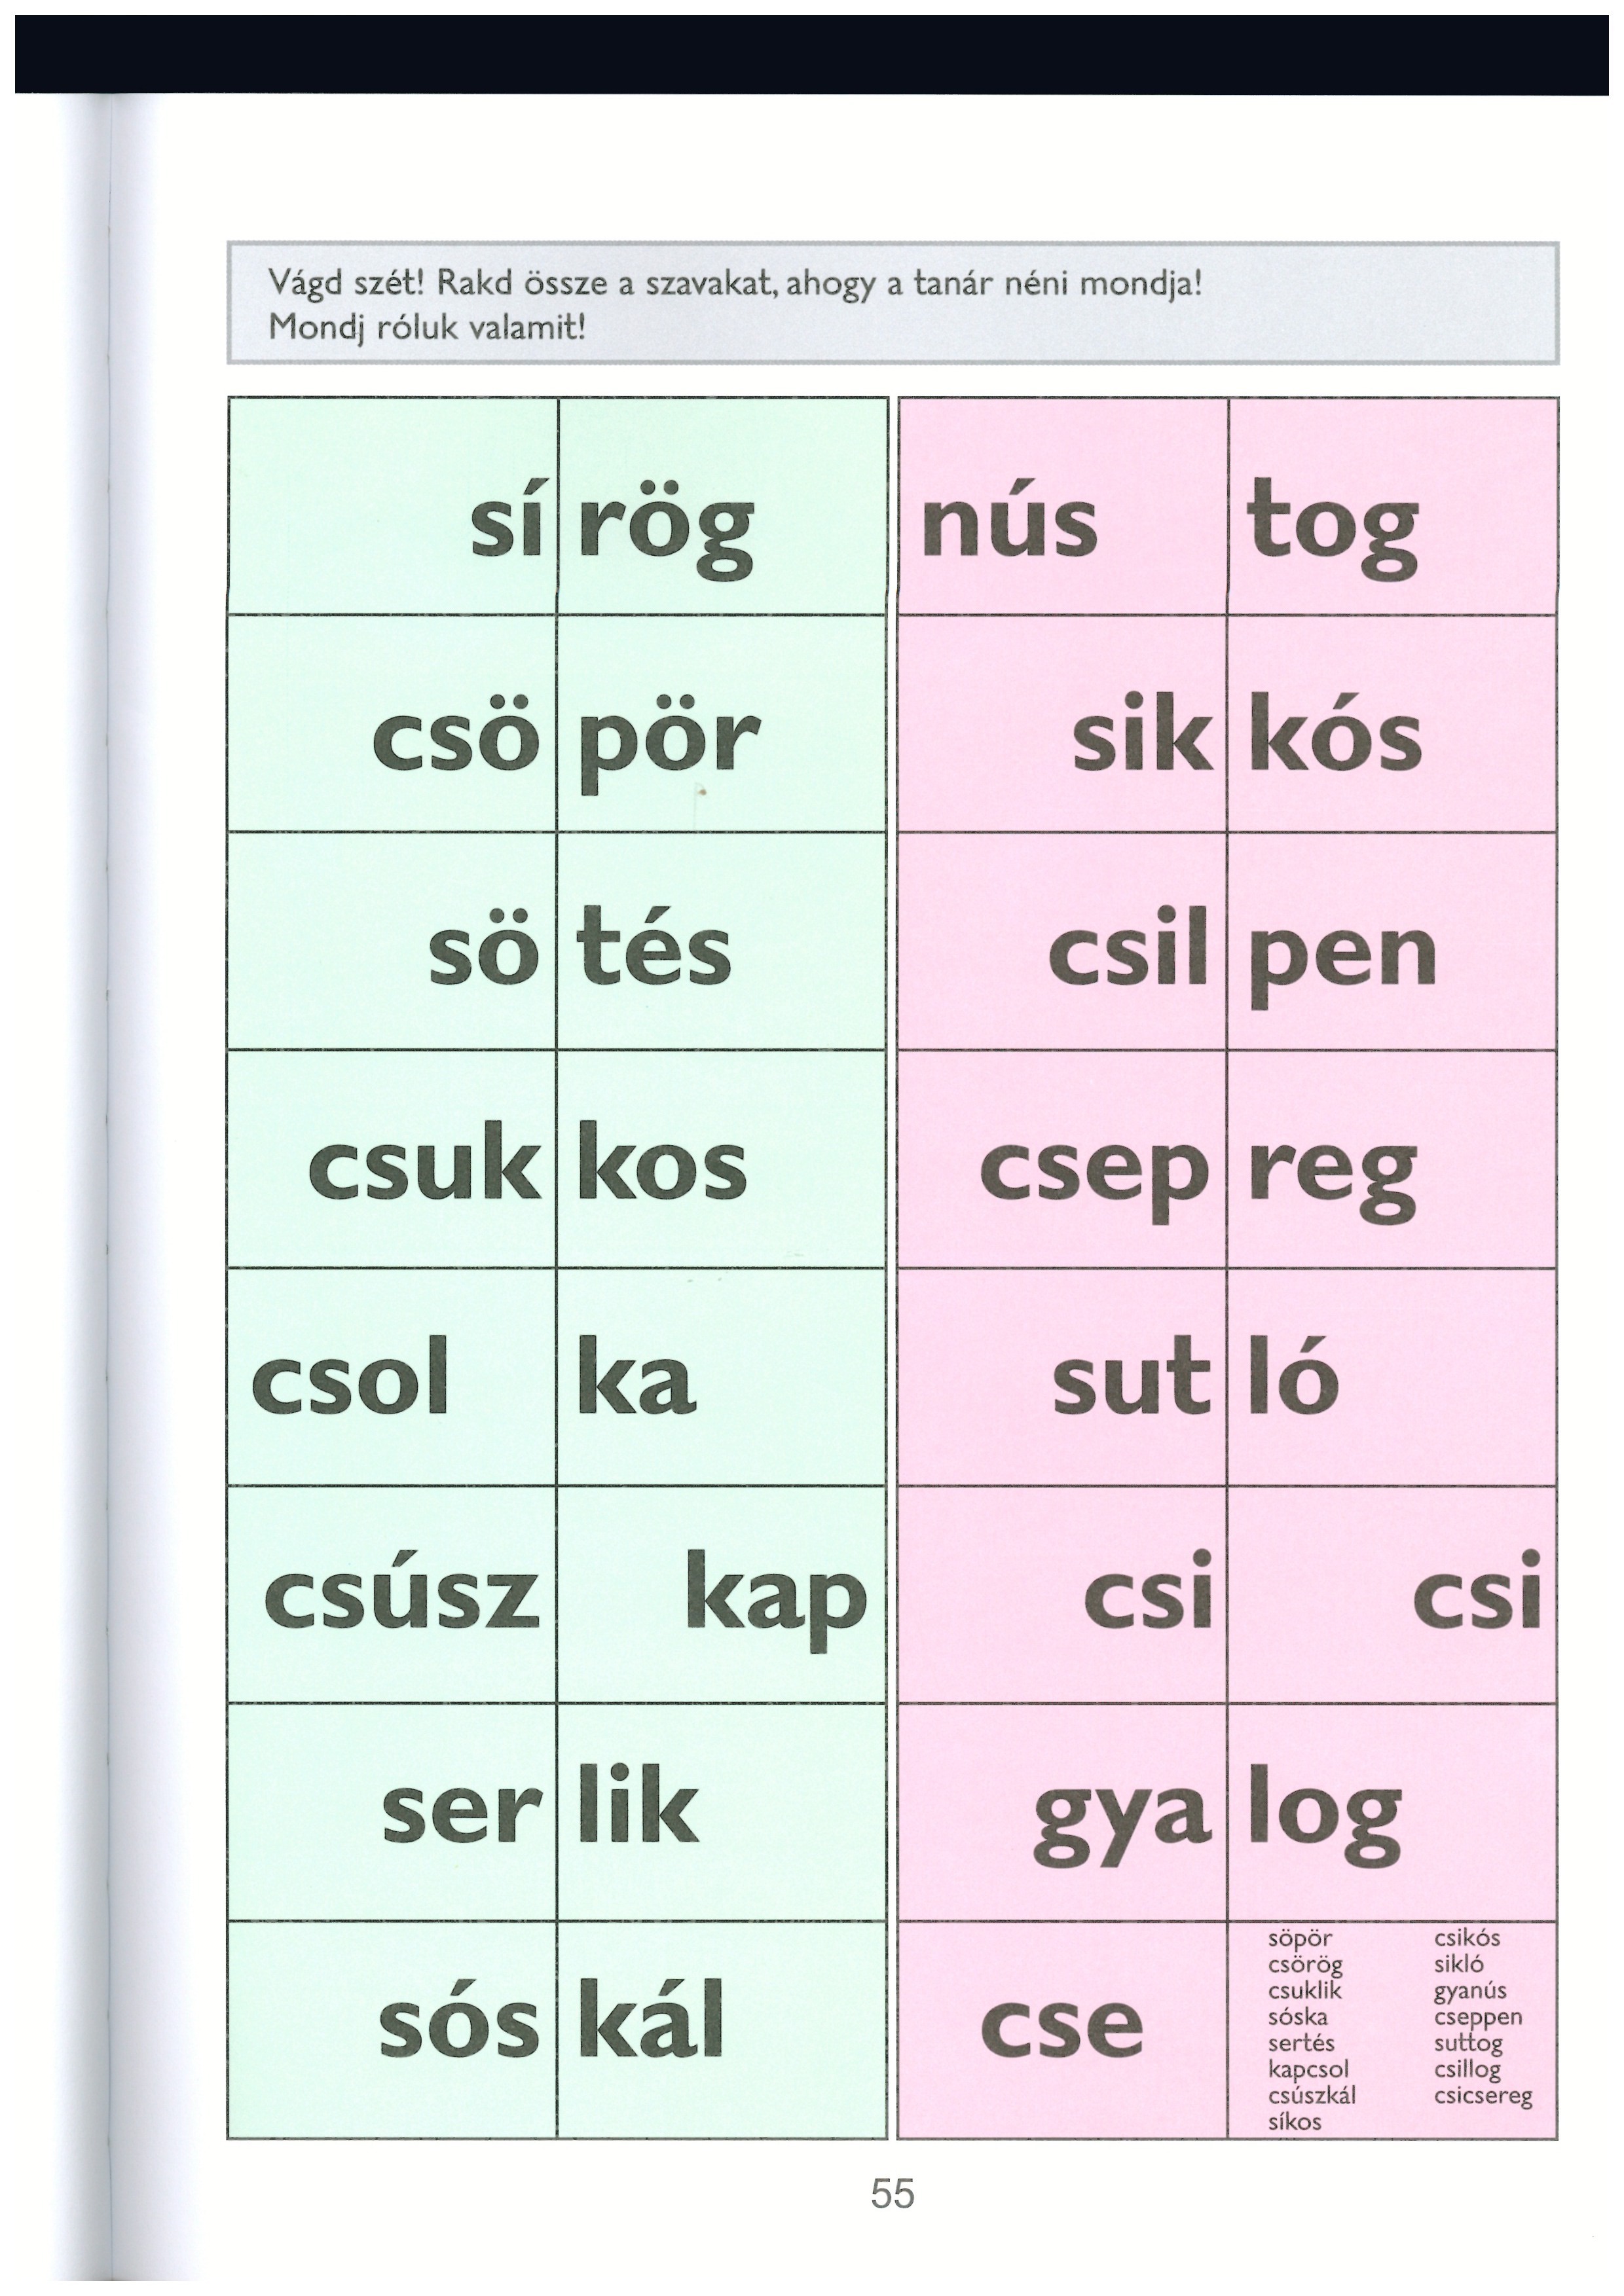 Vágd szét! Rakd össze a szavakat, ahogy a tanár néni mondja!
Mondj róluk valamit!
sí rög nús tog
csö pör sik kós
sö tés csil pen
csuk kos csep reg
csol ka sut ló
csúsz kap csi csi
ser lik gya log
sós kál cse
söpör csikós
csörög sikló
csuklik gyanús
sóska cseppen
sertés suttog
kapcsol csillog
csúszkál csicsereg
síkos
55